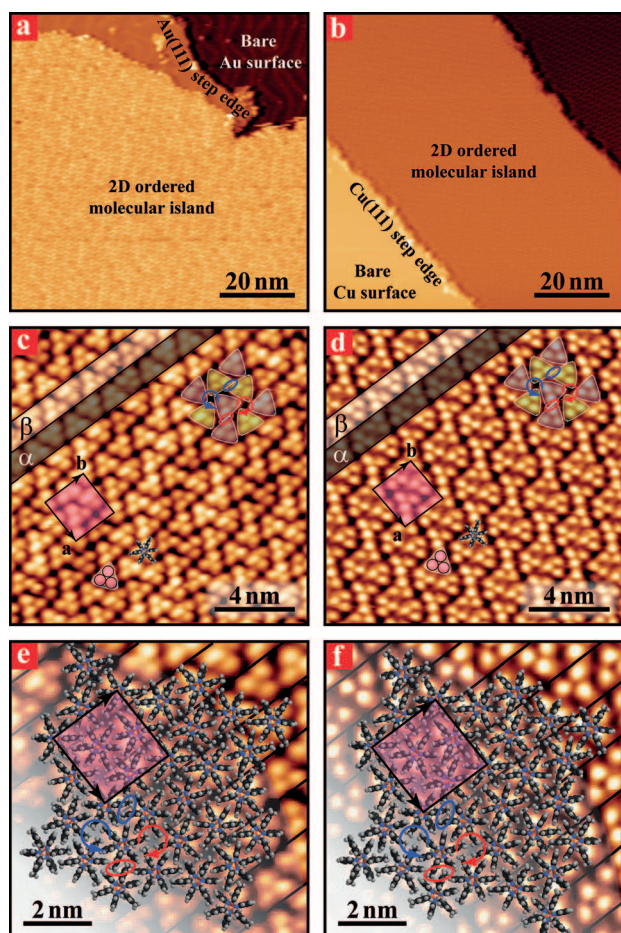 a
Au(111) step edge
Bare
Au surface
2D ordered
molecular island
20 nm
b
2D ordered
molecular island
Cu(111) step edge
Bare
Cu surface
20 nm
c
β
α
b
a
4 nm
d
β
α
b
a
4 nm
e
2 nm
f
2 nm